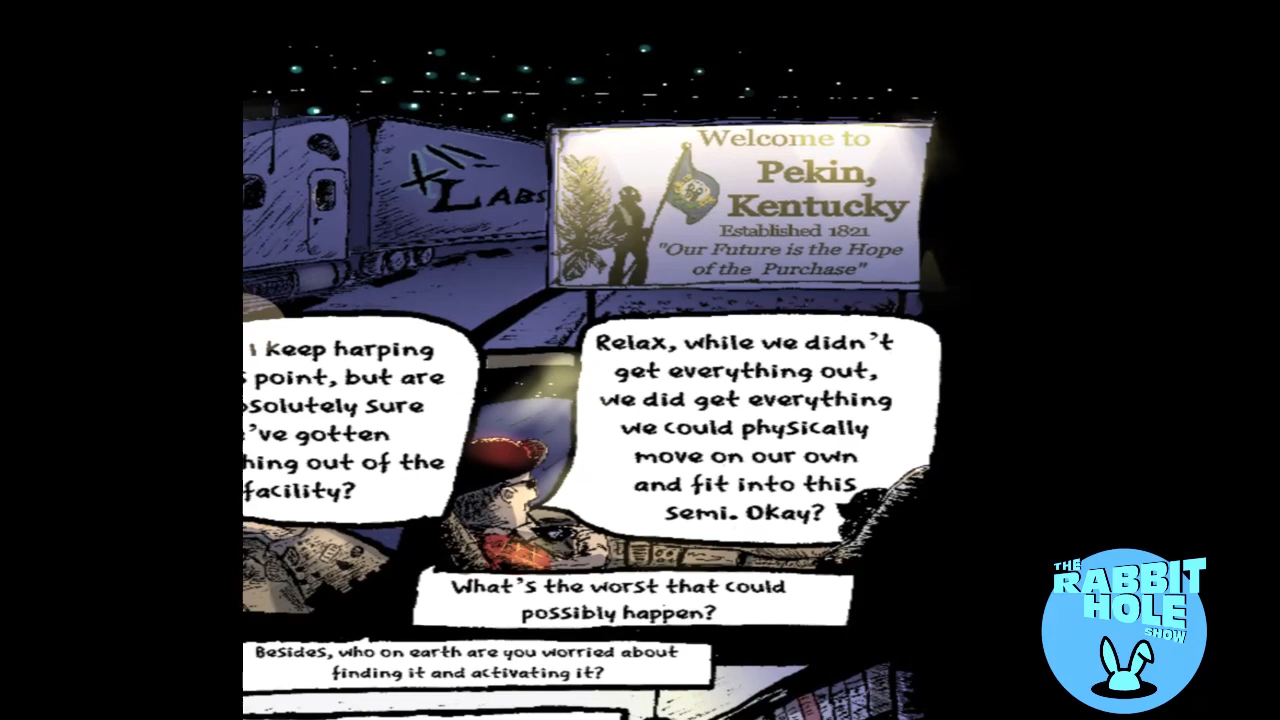 Welcome to
Pekin,
Kentucky
Established 1821
"Our Future is the Hope
of the Purchase"
LABS
I keep harping
point, but are
solutely sure
've gotten
hing out of the
facility?
Relax, while we didn't
get everything out,
we did get everything
we could physically
move on our own
and fit into this
semi. Okay?
What's the worst that could
possibly happen?
Besides, who on earth are you worried about
finding it and activating it?
THE
RABBIT
HOLE
SHOW